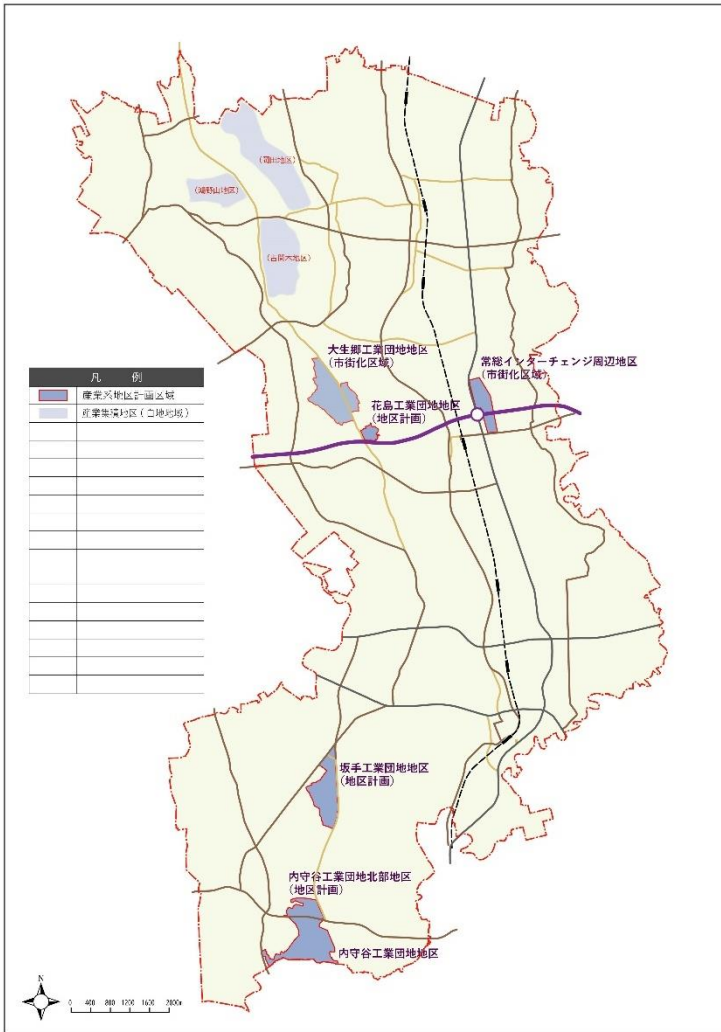 (岡田地区)
(鴻野山地区)
(古間木地区)
大生郷工業団地地区
(市街化区域)
常総インターチェンジ周辺地区
(市街化区域)
花島工業団地地区
(地区計画)
凡 例
産業系地区計画区域
産業集積地区(白地地域)
坂手工業団地地区
(地区計画)
内守谷工業団地北部地区
(地区計画)
内守谷工業団地地区
N
0 400 800 1200 1600 2000m